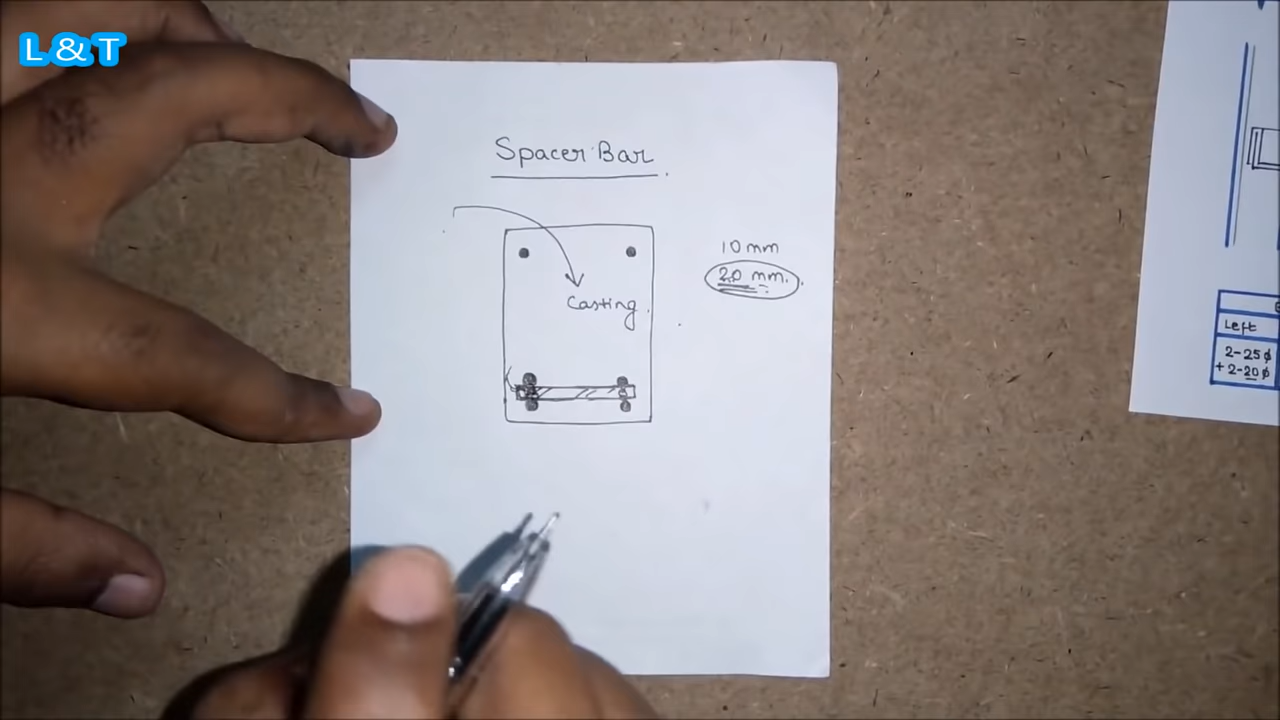 L&T
Spacer Bar
10 mm
20 mm.
Casting.
Left
2-25φ
+2-20φ